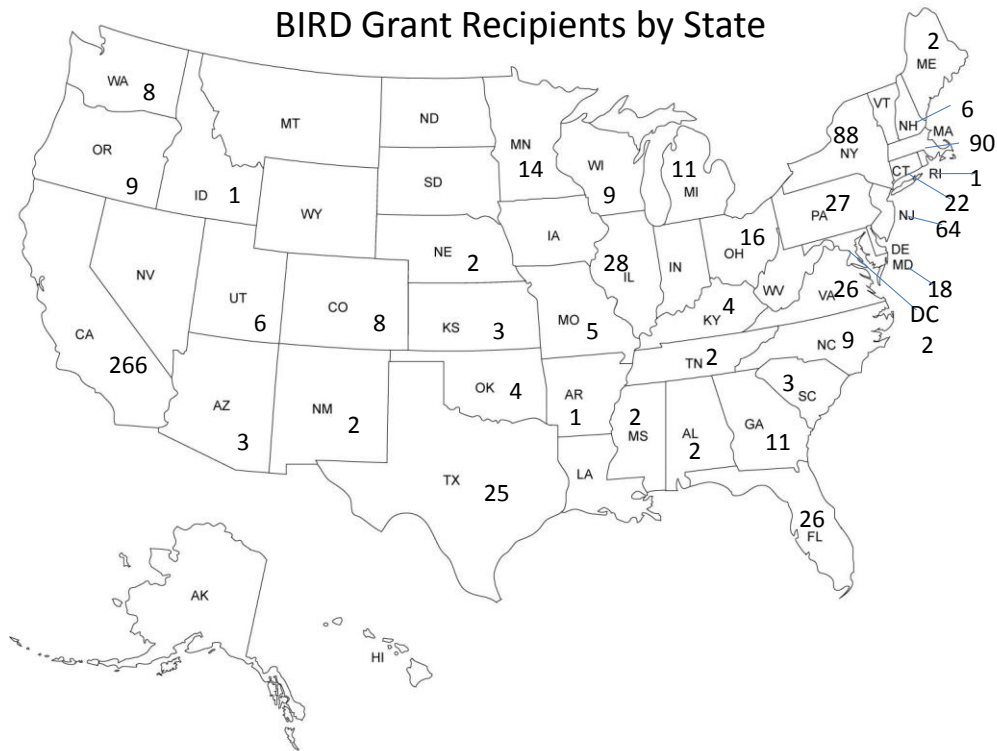 BIRD Grant Recipients by State
WA 8
MT
ND
MN
14
ME
2
VT
NH
6
MA
90
OR
9
ID 1
WY
SD
WI
9
MI
11
NY
88
CT
22
RI
1
NV
UT
6
CO
8
NE 2
IA
IL
28
IN
OH
16
PA 27
NJ
64
DE
MD
18
DC
2
CA
266
KS 3
MO
5
KY
4
WV
VA 26
AZ
3
NM
2
OK 4
AR
1
TN 2
NC 9
SC
3
TX
25
LA
MS
2
AL
2
GA
11
FL
26
AK
HI